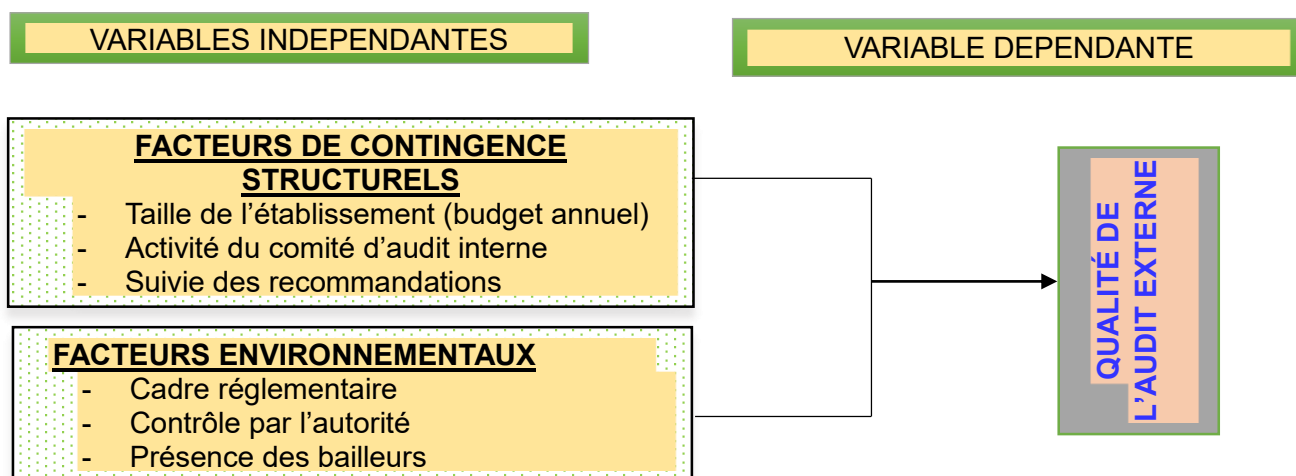 VARIABLES INDEPENDANTES
VARIABLE DEPENDANTE
FACTEURS DE CONTINGENCE
STRUCTURELS
- Taille de l’établissement (budget annuel)
- Activité du comité d’audit interne
- Suivie des recommandations
FACTEURS ENVIRONNEMENTAUX
- Cadre réglementaire
- Contrôle par l’autorité
- Présence des bailleurs
QUALITÉ DE
L’AUDIT EXTERNE